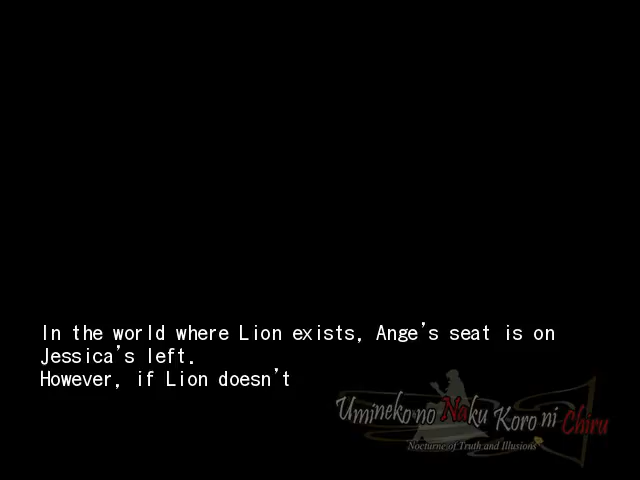 In the world where Lion exists, Ange's seat is on
Jessica's left.
However, if Lion doesn't
Umineko no Naku Koro ni Chiru
Nocturne of Truth and Illusions